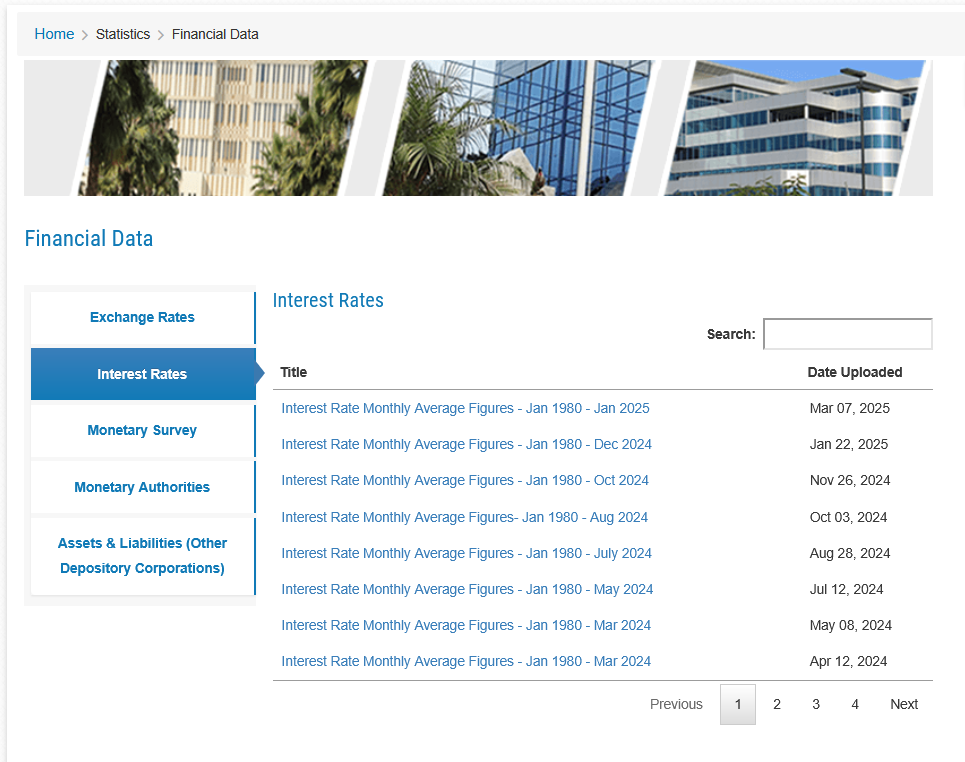 Home > Statistics > Financial Data
Financial Data
Exchange Rates
Interest Rates
Monetary Survey
Monetary Authorities
Assets & Liabilities (Other
Depository Corporations)
Interest Rates
Search:
Title Date Uploaded
Interest Rate Monthly Average Figures - Jan 1980 - Jan 2025 Mar 07, 2025
Interest Rate Monthly Average Figures - Jan 1980 - Dec 2024 Jan 22, 2025
Interest Rate Monthly Average Figures - Jan 1980 - Oct 2024 Nov 26, 2024
Interest Rate Monthly Average Figures- Jan 1980 - Aug 2024 Oct 03, 2024
Interest Rate Monthly Average Figures - Jan 1980 - July 2024 Aug 28, 2024
Interest Rate Monthly Average Figures - Jan 1980 - May 2024 Jul 12, 2024
Interest Rate Monthly Average Figures - Jan 1980 - Mar 2024 May 08, 2024
Interest Rate Monthly Average Figures - Jan 1980 - Mar 2024 Apr 12, 2024
Previous 1 2 3 4 Next